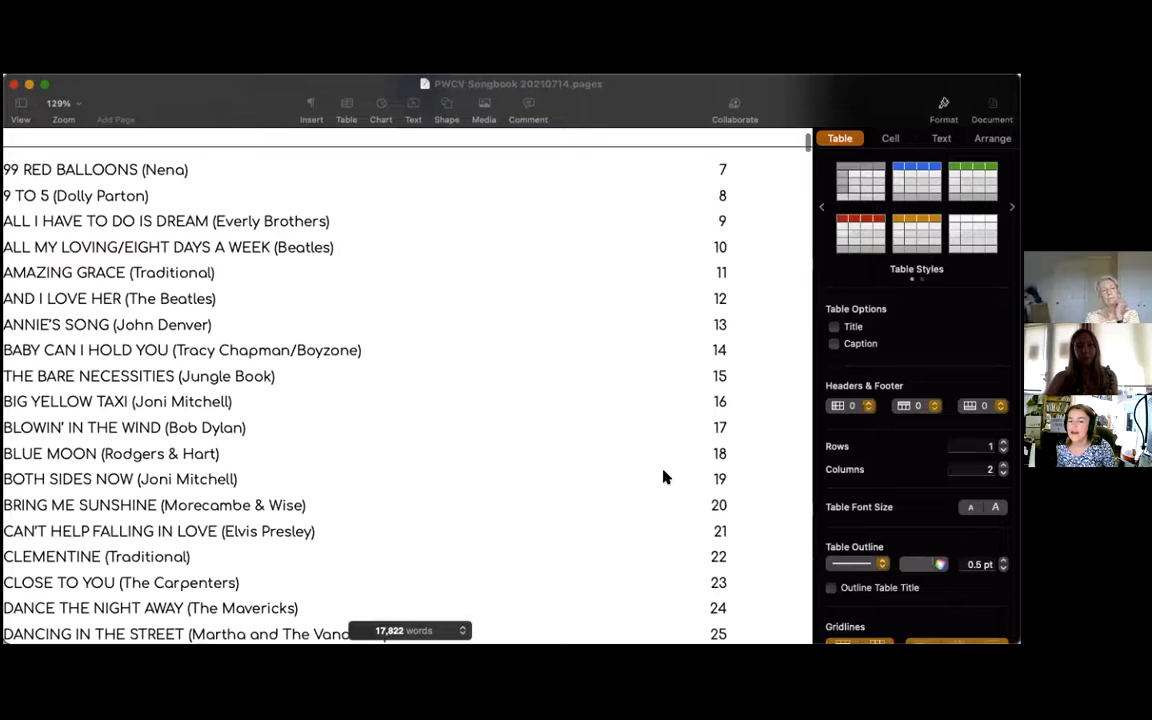 PWCV Songbook 20210714.pages
129%
View Zoom Add Page Insert Table Chart Text Shape Media Comment Collaborate Format Document
99 RED BALLOONS (Nena) 7
9 TO 5 (Dolly Parton) 8
ALL I HAVE TO DO IS DREAM (Everly Brothers) 9
ALL MY LOVING/EIGHT DAYS A WEEK (Beatles) 10
AMAZING GRACE (Traditional) 11
AND I LOVE HER (The Beatles) 12
ANNIE'S SONG (John Denver) 13
BABY CAN I HOLD YOU (Tracy Chapman/Boyzone) 14
THE BARE NECESSITIES (Jungle Book) 15
BIG YELLOW TAXI (Joni Mitchell) 16
BLOWIN' IN THE WIND (Bob Dylan) 17
BLUE MOON (Rodgers & Hart) 18
BOTH SIDES NOW (Joni Mitchell) 19
BRING ME SUNSHINE (Morecambe & Wise) 20
CAN'T HELP FALLING IN LOVE (Elvis Presley) 21
CLEMENTINE (Traditional) 22
CLOSE TO YOU (The Carpenters) 23
DANCE THE NIGHT AWAY (The Mavericks) 24
DANCING IN THE STREET (Martha and The Vand 25
17,822 words
Table Cell Text Arrange
Table Styles
Table Options
Title
Caption
Headers & Footer
0 0 0
Rows 1
Columns 2
Table Font Size A A
Table Outline
0.5 pt
Outline Table Title
Gridlines